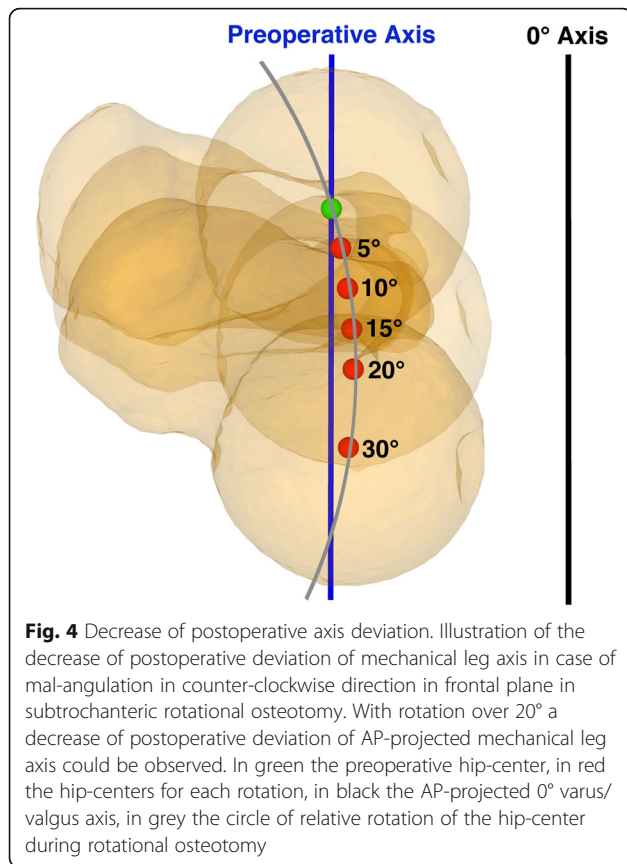 Preoperative Axis 0° Axis
5°
10°
15°
20°
30°
Fig. 4 Decrease of postoperative axis deviation. Illustration of the
decrease of postoperative deviation of mechanical leg axis in case of
mal-angulation in counter-clockwise direction in frontal plane in
subtrochanteric rotational osteotomy. With rotation over 20° a
decrease of postoperative deviation of AP-projected mechanical leg
axis could be observed. In green the preoperative hip-center, in red
the hip-centers for each rotation, in black the AP-projected 0° varus/
valgus axis, in grey the circle of relative rotation of the hip-center
during rotational osteotomy